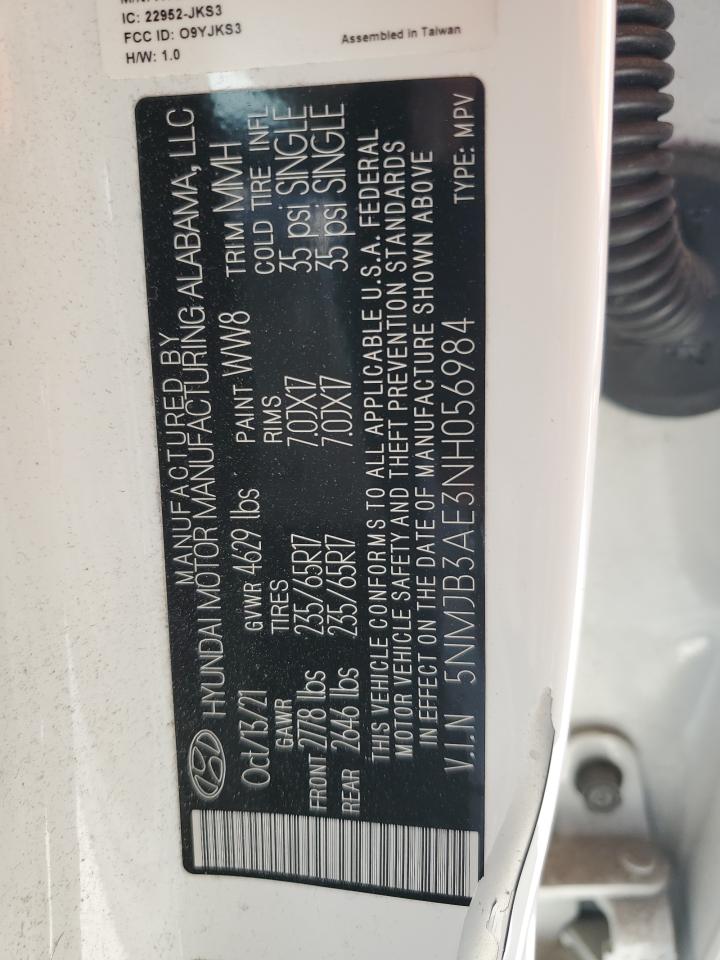 IC: 22952-JKS3
FCC ID: O9YJKS3
H/W: 1.0
Assembled in Taiwan
MANUFACTURED BY
HYUNDAI MOTOR MANUFACTURING ALABAMA, LLC
Oct/13/21 GVWR 4629 lbs PAINT WW8 TRIM MMH
GAWR TIRES RIMS COLD TIRE INFL
FRONT 2778 lbs 235/65R17 7.0JX17 35 psi SINGLE
REAR 2646 lbs 235/65R17 7.0JX17 35 psi SINGLE
THIS VEHICLE CONFORMS TO ALL APPLICABLE U.S.A. FEDERAL
MOTOR VEHICLE SAFETY AND THEFT PREVENTION STANDARDS
IN EFFECT ON THE DATE OF MANUFACTURE SHOWN ABOVE
V.I.N 5NMJB3AE3NH056984 TYPE: MPV